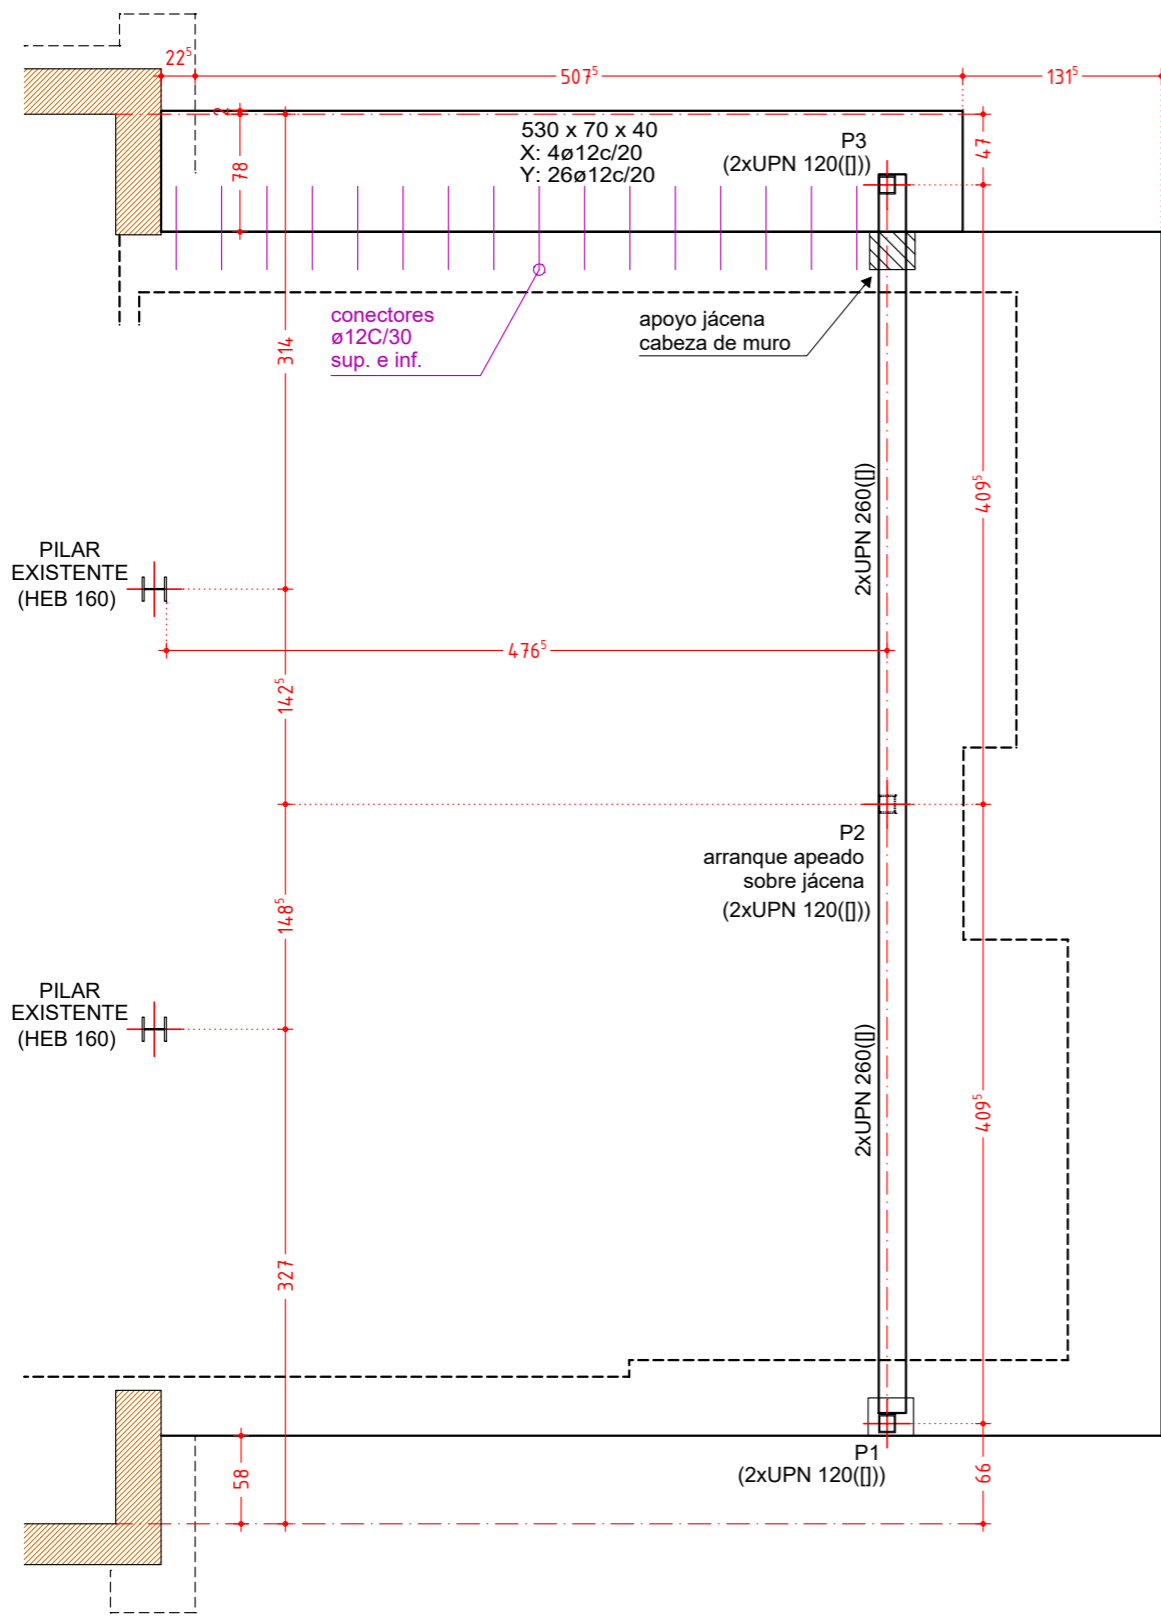 22⁵
507⁵
131⁵
2
530 x 70 x 40
X: 4ø12c/20
Y: 26ø12c/20
P3
(2xUPN 120([]))
47
78
conectores
ø12C/30
sup. e inf.
apoyo jácena
cabeza de muro
314
2xUPN 260([])
409⁵
PILAR
EXISTENTE
(HEB 160)
476⁵
142⁵
P2
arranque apeado
sobre jácena
(2xUPN 120([]))
148⁵
PILAR
EXISTENTE
(HEB 160)
2xUPN 260([])
409⁵
327
P1
(2xUPN 120([]))
58
66